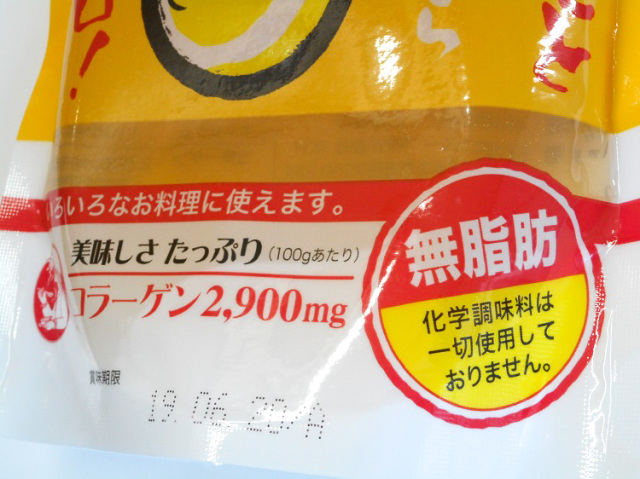 いろいろなお料理に使えます。
美味しさたっぷり(100gあたり)
コラーゲン2,900mg
無脂肪
化学調味料は
一切使用して
おりません。
賞味期限
19.06.20/A